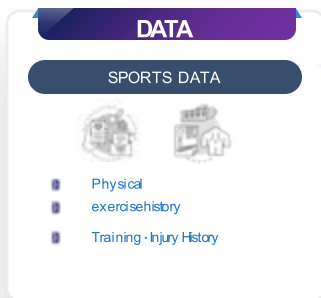 DATA
SPORTS DATA
Physical
exercisehistory
Training · Injury History